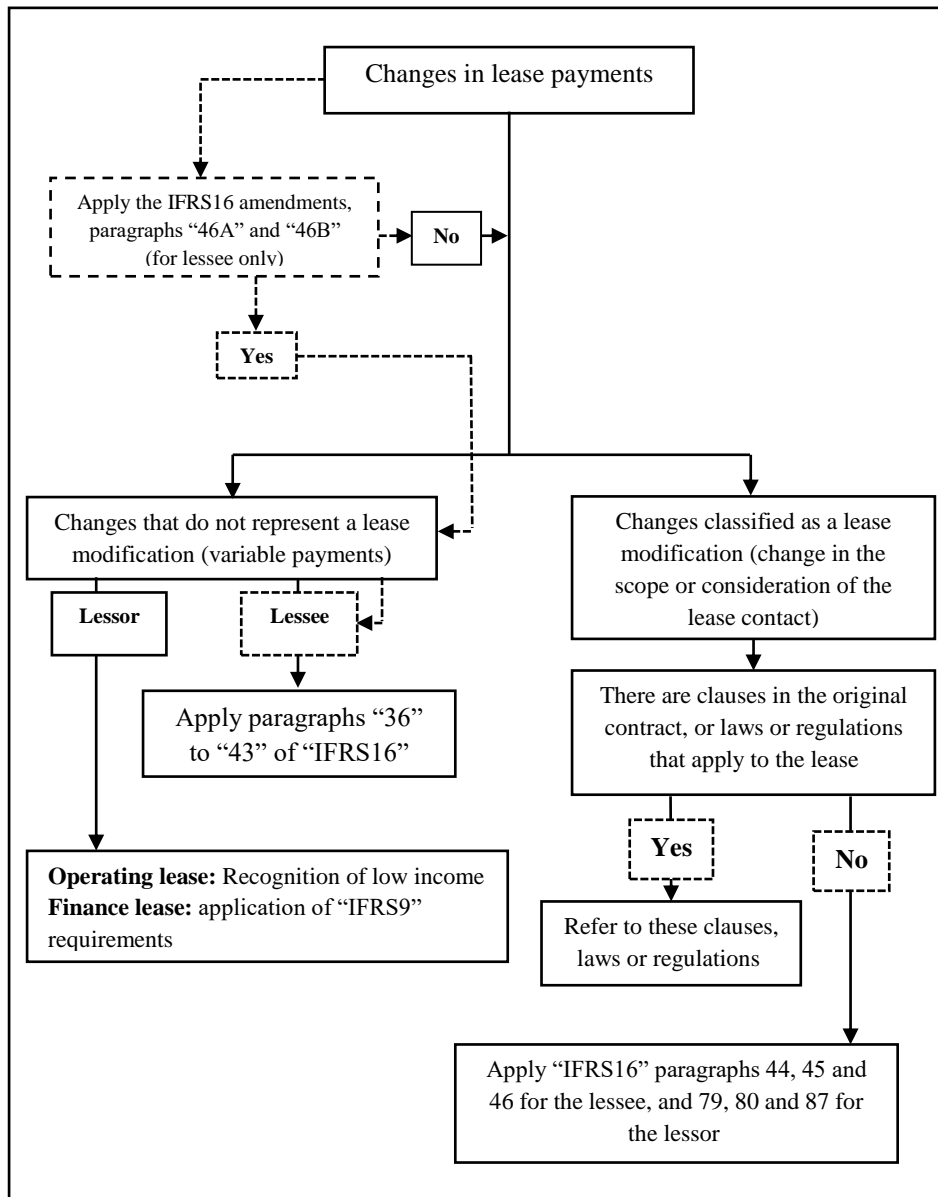 Changes in lease payments
Apply the IFRS16 amendments,
paragraphs “46A” and “46B”
(for lessee only)
No
Yes
Changes that do not represent a lease
modification (variable payments)
Lessor
Lessee
Apply paragraphs “36”
to “43” of “IFRS16”
Operating lease: Recognition of low income
Finance lease: application of “IFRS9”
requirements
Changes classified as a lease
modification (change in the
scope or consideration of the
lease contact)
There are clauses in the original
contract, or laws or regulations
that apply to the lease
Yes
No
Refer to these clauses,
laws or regulations
Apply “IFRS16” paragraphs 44, 45 and
46 for the lessee, and 79, 80 and 87 for
the lessor